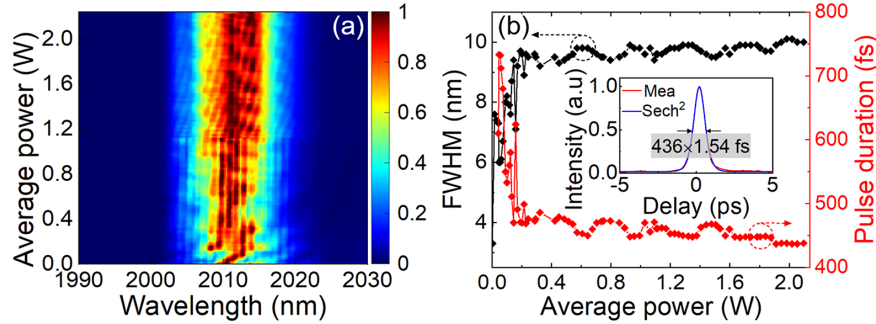 (a)
Average power (W)
2.0
1.6
1.2
0.8
0.4
0.0
1990 2000 2010 2020 2030
Wavelength (nm)
1
0.8
0.6
0.4
0.2
0
(b)
FWHM (nm)
10
8
6
4
0.0 0.4 0.8 1.2 1.6 2.0
Average power (W)
800
750
700
650
600
550
500
450
400
Pulse duration (fs)
Intensity (a.u)
1.0
0.5
0.0
Mea
Sech²
436×1.54 fs
-5 0 5
Delay (ps)